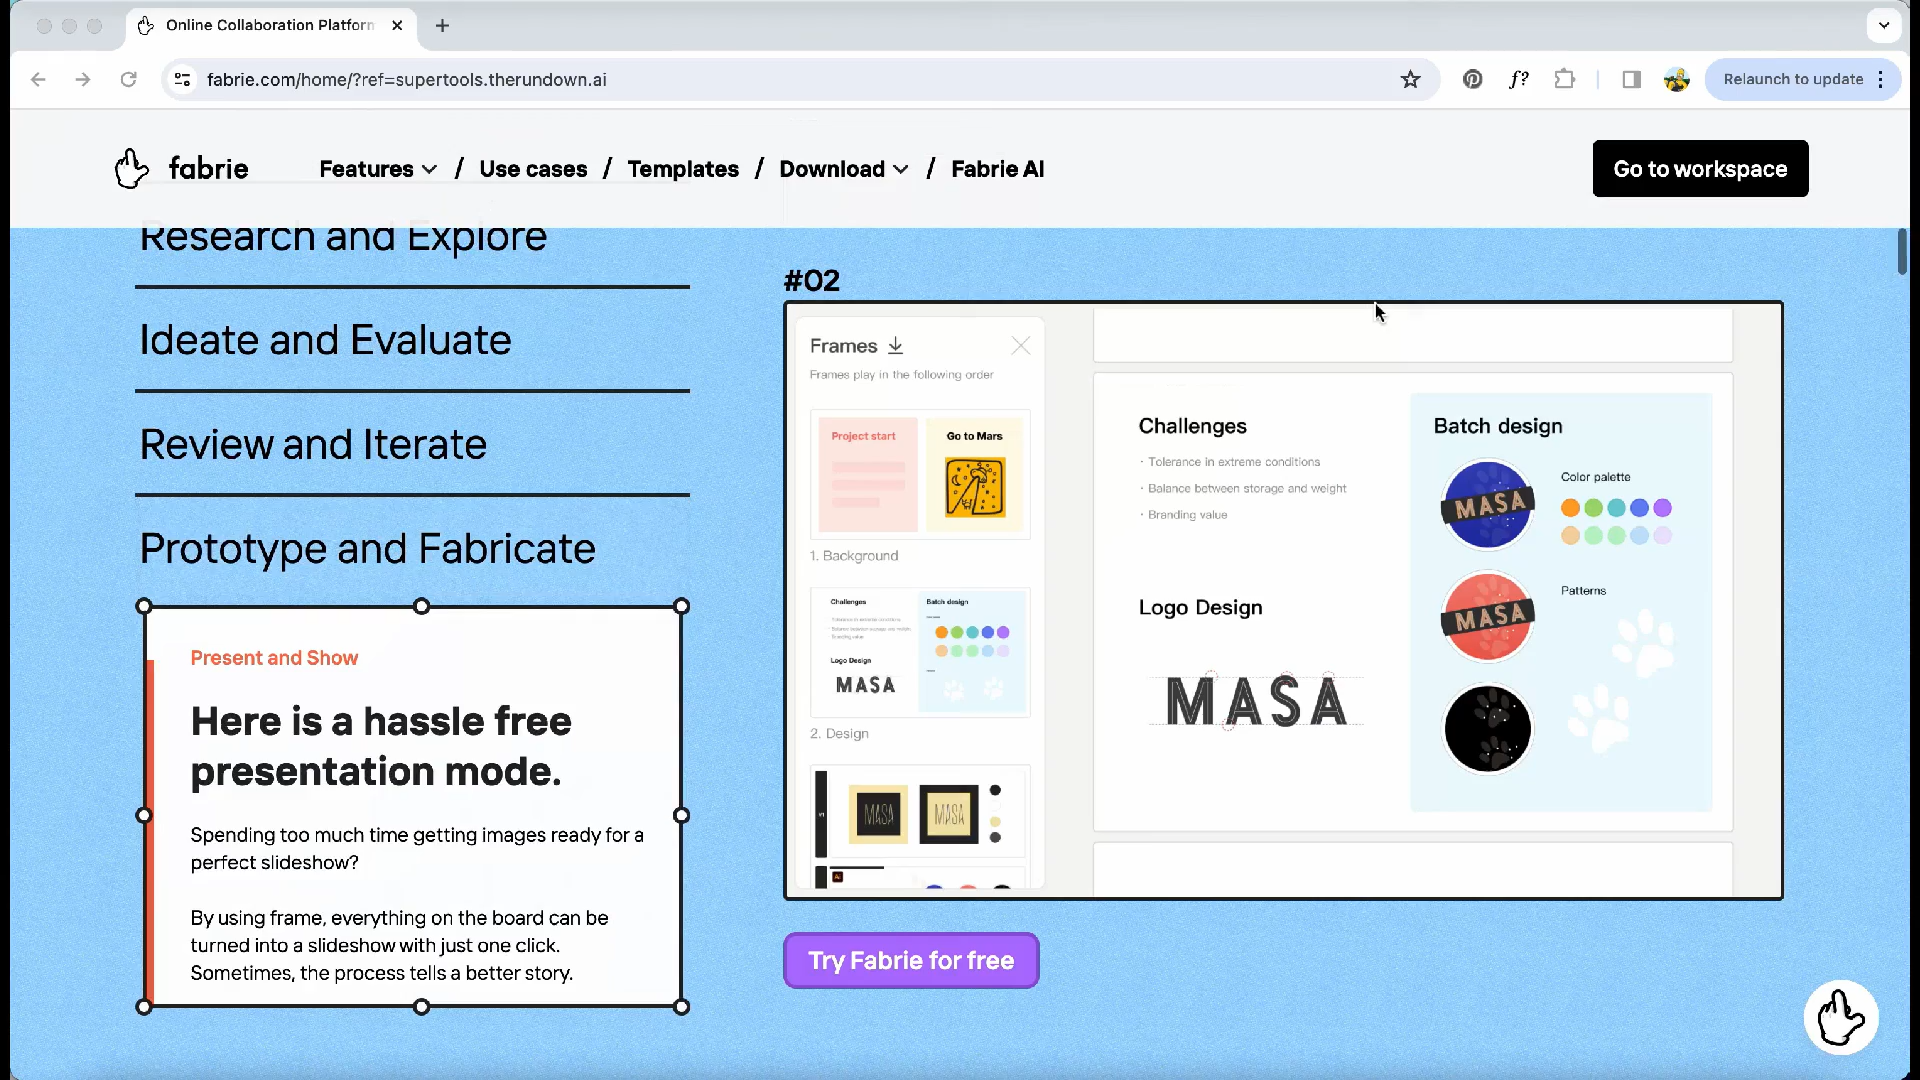 Online Collaboration Platform
fabrie.com/home/?ref=supertools.therundown.ai
f?
Relaunch to update
fabrie
Features / Use cases / Templates / Download / Fabrie AI
Go to workspace
Research and Explore
Ideate and Evaluate
Review and Iterate
Prototype and Fabricate
Present and Show
Here is a hassle free
presentation mode.
Spending too much time getting images ready for a
perfect slideshow?
By using frame, everything on the board can be
turned into a slideshow with just one click.
Sometimes, the process tells a better story.
#02
Frames
Frames play in the following order
Project start
Go to Mars
1. Background
Challenges
Batch design
Logo Design
MASA
2. Design
MASA
MASA
Challenges
· Tolerance in extreme conditions
· Balance between storage and weight
· Branding value
Logo Design
MASA
Batch design
MASA
Color palette
MASA
Patterns
Try Fabrie for free